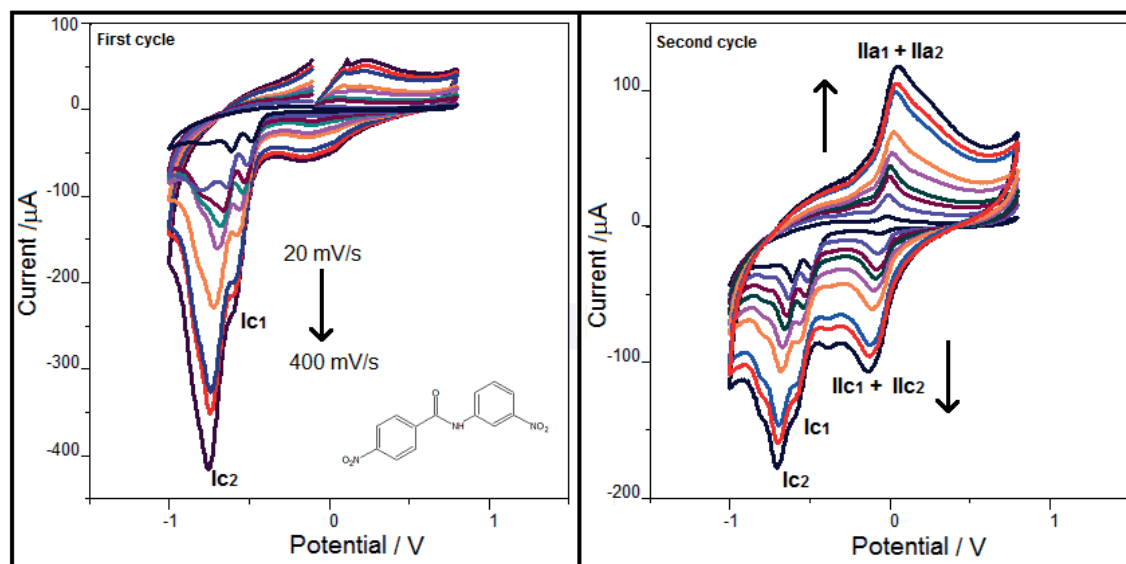 First cycle
100
0
-100
-200
-300
-400
Current /µA
-1
0
1
Potential / V
20 mV/s
400 mV/s
Ic1
Ic2
O
NH
NO2
O2N
Second cycle
100
0
-100
-200
Current /µA
-1
0
1
Potential / V
IIa1 + IIa2
IIc1 + IIc2
Ic1
Ic2